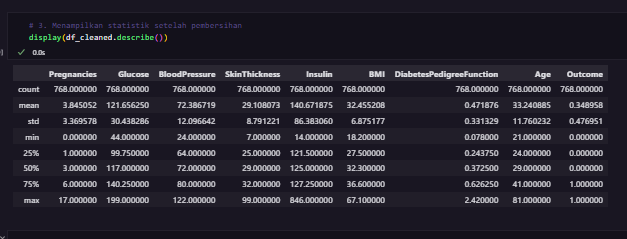 # 3. Menampilkan statistik setelah pembersihan
display(df_cleaned.describe())
0.0s
Pregnancies Glucose BloodPressure SkinThickness Insulin BMI DiabetesPedigreeFunction Age Outcome
count 768.000000 768.000000 768.000000 768.000000 768.000000 768.000000 768.000000 768.000000 768.000000
mean 3.845052 121.656250 72.386719 29.108073 140.671875 32.455208 0.471876 33.240885 0.348958
std 3.369578 30.438286 12.096642 8.791221 86.383060 6.875177 0.331329 11.760232 0.476951
min 0.000000 44.000000 24.000000 7.000000 14.000000 18.200000 0.078000 21.000000 0.000000
25% 1.000000 99.750000 64.000000 25.000000 121.500000 27.500000 0.243750 24.000000 0.000000
50% 3.000000 117.000000 72.000000 29.000000 125.000000 32.300000 0.372500 29.000000 0.000000
75% 6.000000 140.250000 80.000000 32.000000 127.250000 36.600000 0.626250 41.000000 1.000000
max 17.000000 199.000000 122.000000 99.000000 846.000000 67.100000 2.420000 81.000000 1.000000